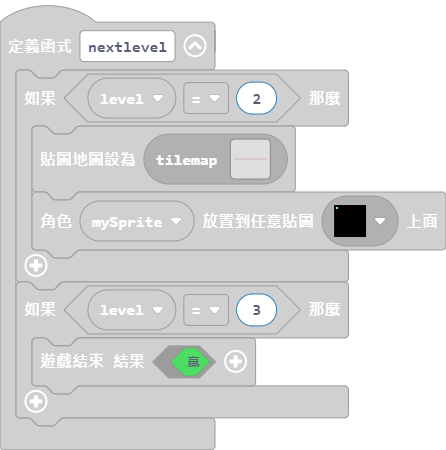 定義函式 nextlevel
如果 level = 2 那麼
貼圖地圖設為 tilemap
角色 mySprite 放置到任意貼圖 上面
如果 level = 3 那麼
遊戲結束 結果 贏